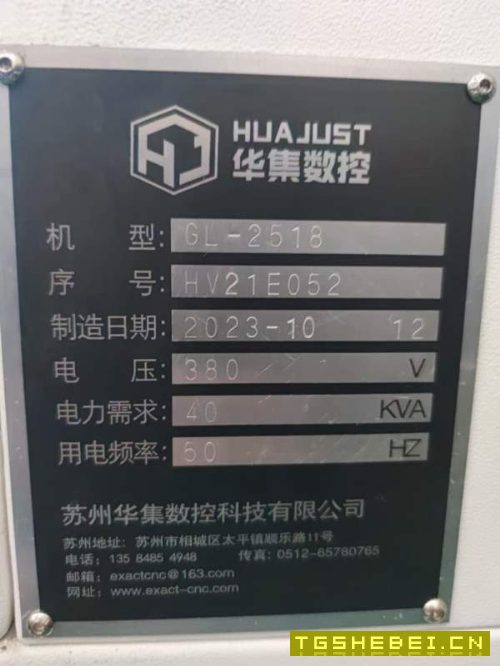 HUAJUST
华集数控
机 型: GL-2518
序 号: HV21E052
制造日期: 2023-10 12
电 压: 380 V
电力需求: 40 KVA
用电频率: 50 HZ
苏州华集数控科技有限公司
苏州地址: 苏州市相城区太平镇顺乐路11号
电话: 135 8485 4948 传真: 0512-65780765
邮箱: exactcnc@163.com
网址: www.exact-cnc.com
TGSHEBEI.CN